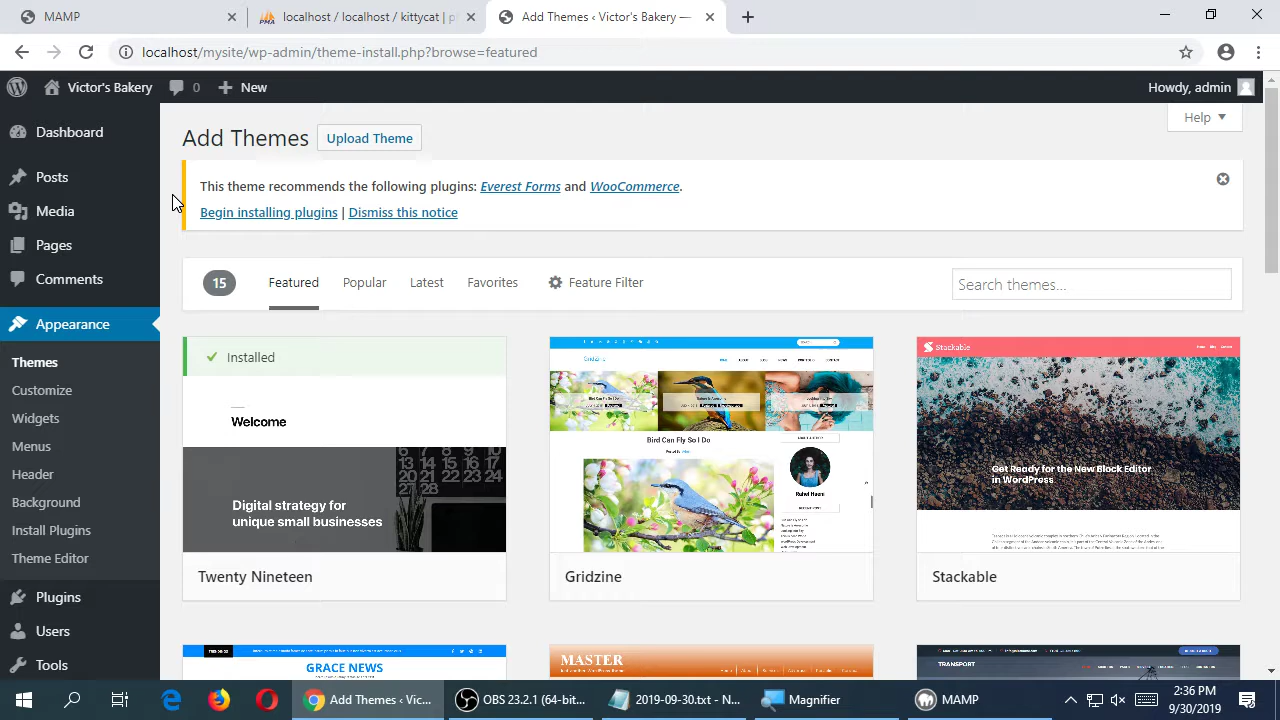 MAMP
localhost / localhost / kittycat | p
Add Themes ‹ Victor's Bakery —
localhost/mysite/wp-admin/theme-install.php?browse=featured
Victor's Bakery
0
New
Howdy, admin
Dashboard
Posts
Media
Pages
Comments
Appearance
Themes
Customize
Widgets
Menus
Header
Background
Install Plugins
Theme Editor
Plugins
Users
Tools
Add Themes
Upload Theme
Help
This theme recommends the following plugins: Everest Forms and WooCommerce.
Begin installing plugins | Dismiss this notice
15
Featured
Popular
Latest
Favorites
Feature Filter
Search themes...
Installed
Welcome
Digital strategy for
unique small businesses
Twenty Nineteen
GridZine
Bird Can Fly So I Do
Gridzine
Stackable
Get Ready for the New Block Editor
in WordPress
Stackable
GRACE NEWS
MASTER
TRANSPORT
Add Themes ‹ Vic...
OBS 23.2.1 (64-bit...
2019-09-30.txt - N...
Magnifier
MAMP
2:36 PM
9/30/2019